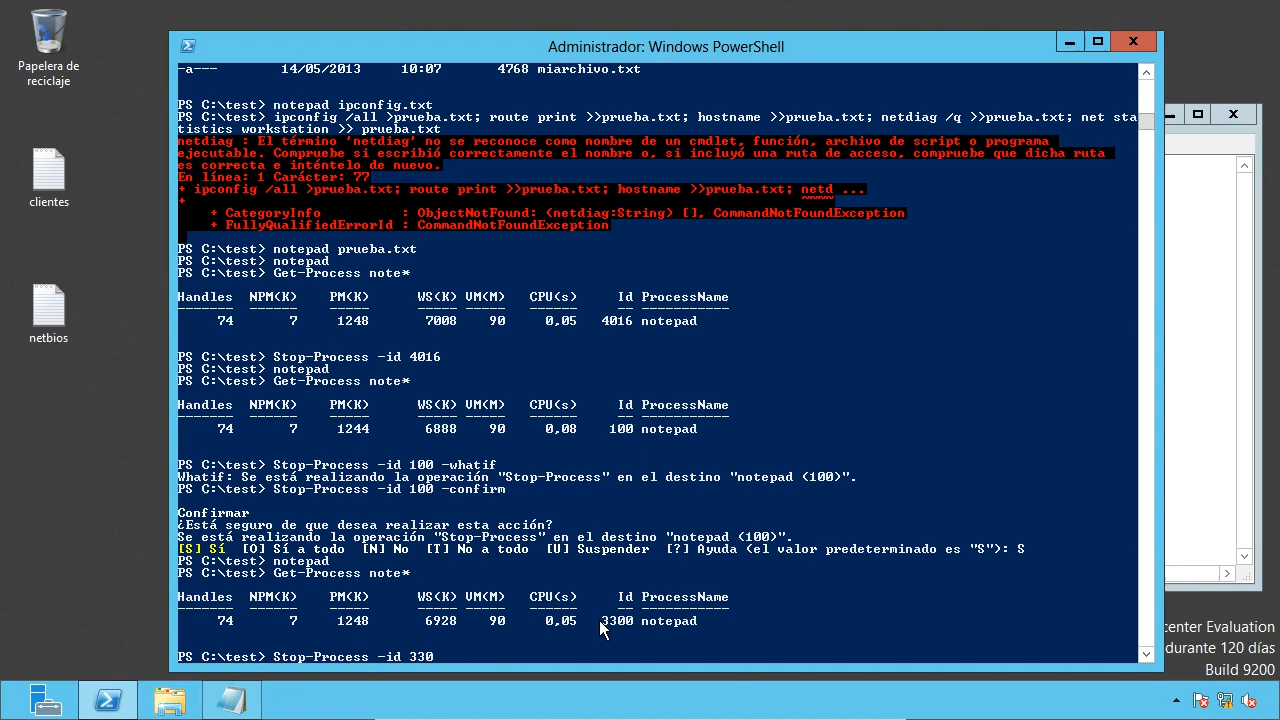 Papelera de
reciclaje
clientes
netbios
Administrador: Windows PowerShell
-a---        14/05/2013     10:07       4768 miarchivo.txt
PS C:\test> notepad ipconfig.txt
PS C:\test> ipconfig /all >prueba.txt; route print >>prueba.txt; hostname >>prueba.txt; netdiag /q >>prueba.txt; net sta
tistics workstation >> prueba.txt
netdiag : El término 'netdiag' no se reconoce como nombre de un cmdlet, función, archivo de script o programa
ejecutable. Compruebe si escribió correctamente el nombre o, si incluyó una ruta de acceso, compruebe que dicha ruta
es correcta e inténtelo de nuevo.
En línea: 1 Carácter: 77
+ ipconfig /all >prueba.txt; route print >>prueba.txt; hostname >>prueba.txt; netd ...
+                                                                             ~~~~
    + CategoryInfo          : ObjectNotFound: (netdiag:String) [], CommandNotFoundException
    + FullyQualifiedErrorId : CommandNotFoundException
PS C:\test> notepad prueba.txt
PS C:\test> notepad
PS C:\test> Get-Process note*
Handles  NPM(K)    PM(K)      WS(K) VM(M)   CPU(s)     Id ProcessName
-------  ------    -----      ----- -----   ------     -- -----------
     74       7     1248       7008    90     0,05   4016 notepad
PS C:\test> Stop-Process -id 4016
PS C:\test> notepad
PS C:\test> Get-Process note*
Handles  NPM(K)    PM(K)      WS(K) VM(M)   CPU(s)     Id ProcessName
-------  ------    -----      ----- -----   ------     -- -----------
     74       7     1244       6888    90     0,08    100 notepad
PS C:\test> Stop-Process -id 100 -whatif
Whatif: Se está realizando la operación "Stop-Process" en el destino "notepad (100)".
PS C:\test> Stop-Process -id 100 -confirm
Confirmar
¿Está seguro de que desea realizar esta acción?
Se está realizando la operación "Stop-Process" en el destino "notepad (100)".
[S] Sí  [O] Sí a todo  [N] No  [T] No a todo  [U] Suspender  [?] Ayuda (el valor predeterminado es "S"): S
PS C:\test> notepad
PS C:\test> Get-Process note*
Handles  NPM(K)    PM(K)      WS(K) VM(M)   CPU(s)     Id ProcessName
-------  ------    -----      ----- -----   ------     -- -----------
     74       7     1248       6928    90     0,05   3300 notepad
PS C:\test> Stop-Process -id 330
center Evaluation
durante 120 días
Build 9200